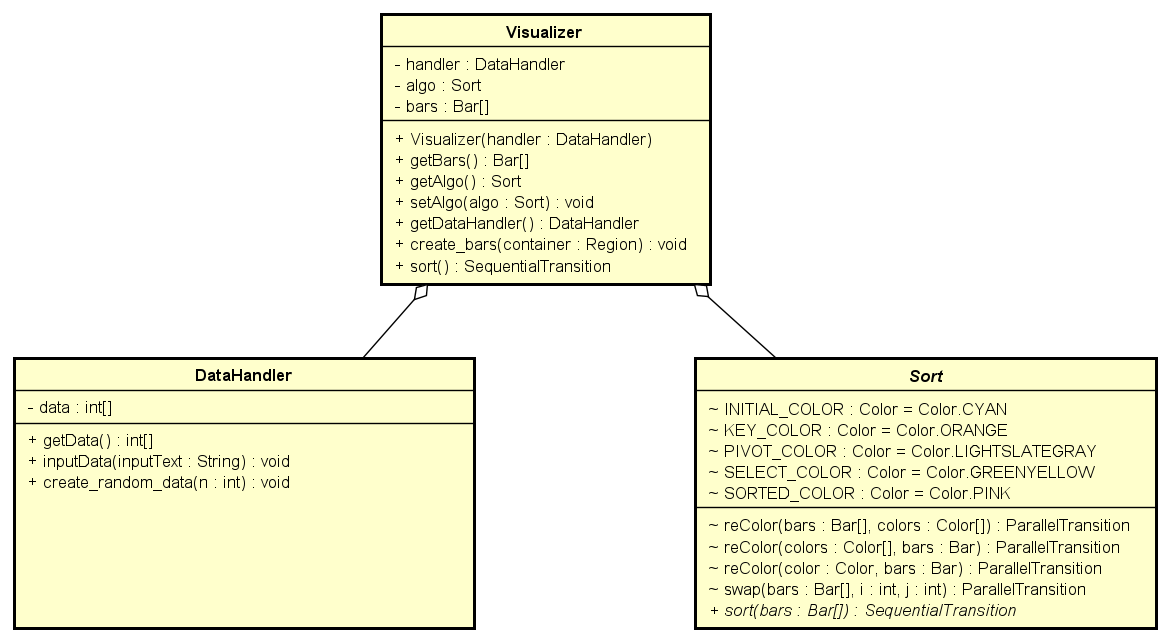 Visualizer
- handler : DataHandler
- algo : Sort
- bars : Bar[]
+ Visualizer(handler : DataHandler)
+ getBars() : Bar[]
+ getAlgo() : Sort
+ setAlgo(algo : Sort) : void
+ getDataHandler() : DataHandler
+ create_bars(container : Region) : void
+ sort() : SequentialTransition
DataHandler
- data : int[]
+ getData() : int[]
+ inputData(inputText : String) : void
+ create_random_data(n : int) : void
Sort
~ INITIAL_COLOR : Color = Color.CYAN
~ KEY_COLOR : Color = Color.ORANGE
~ PIVOT_COLOR : Color = Color.LIGHTSLATEGRAY
~ SELECT_COLOR : Color = Color.GREENYELLOW
~ SORTED_COLOR : Color = Color.PINK
~ reColor(bars : Bar[], colors : Color[]) : ParallelTransition
~ reColor(colors : Color[], bars : Bar) : ParallelTransition
~ reColor(color : Color, bars : Bar) : ParallelTransition
~ swap(bars : Bar[], i : int, j : int) : ParallelTransition
+ sort(bars : Bar[]) : SequentialTransition